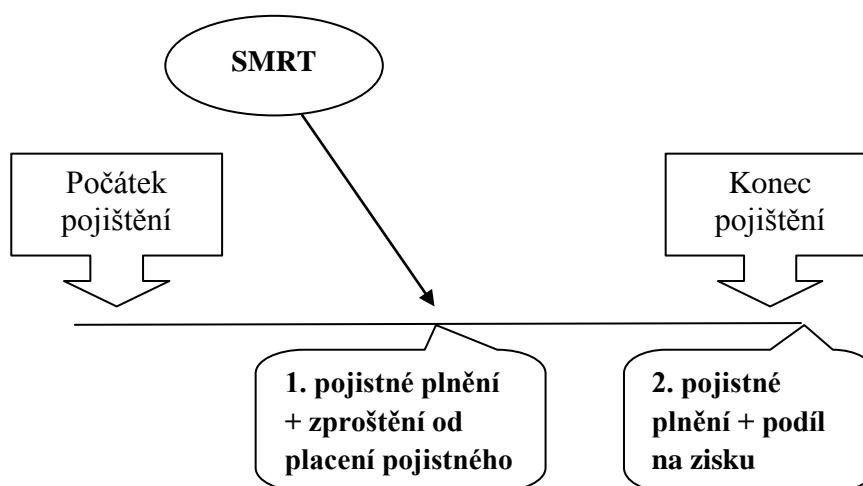 SMRT
Počátek
pojištění
Konec
pojištění
1. pojistné plnění
+ zproštění od
placení pojistného
2. pojistné
plnění + podíl
na zisku